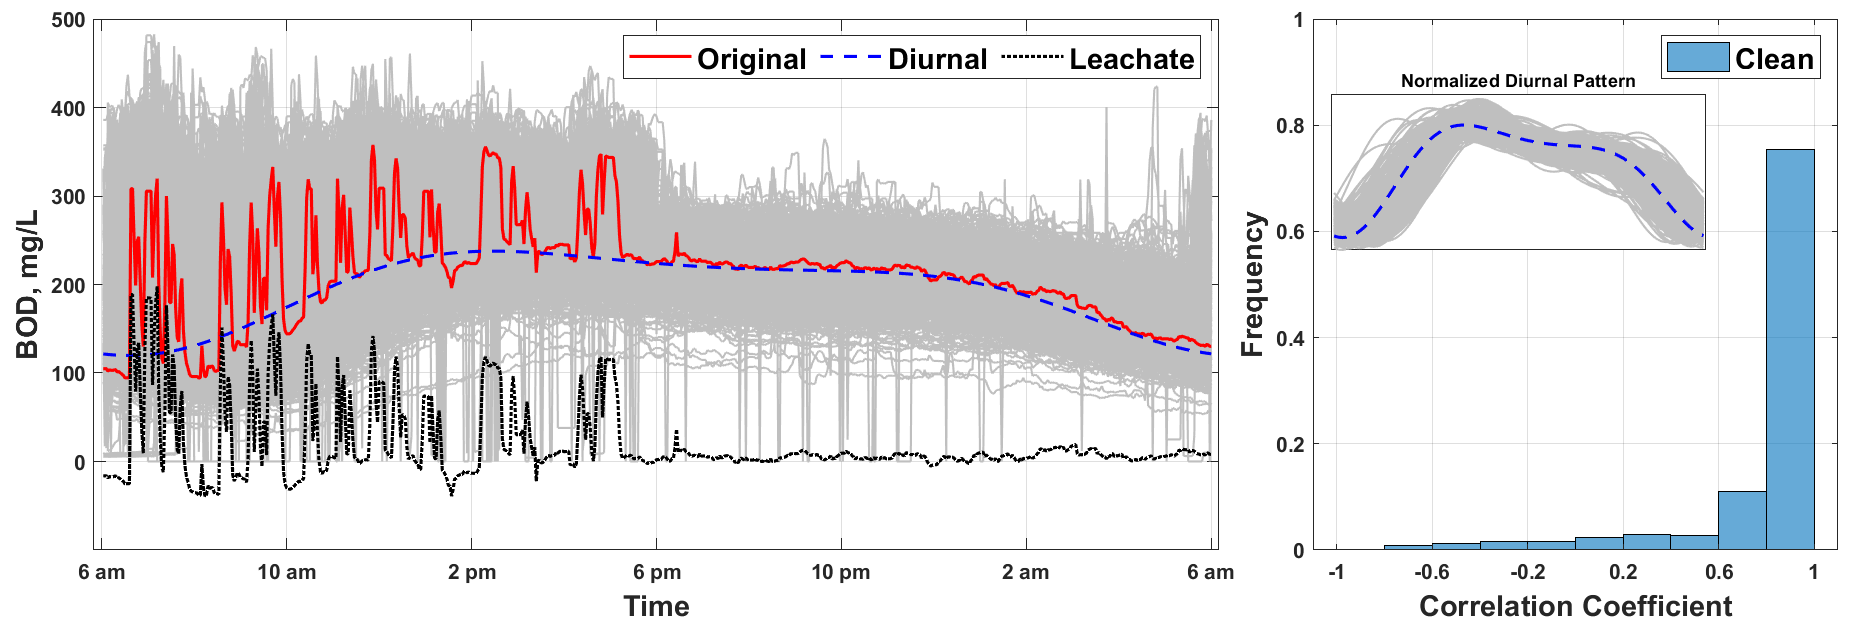 500
400
300
200
100
0
BOD, mg/L
Original
Diurnal
Leachate
6 am
10 am
2 pm
6 pm
10 pm
2 am
6 am
Time
1
0.8
0.6
0.4
0.2
0
Frequency
Clean
Normalized Diurnal Pattern
-1
-0.6
-0.2
0.2
0.6
1
Correlation Coefficient